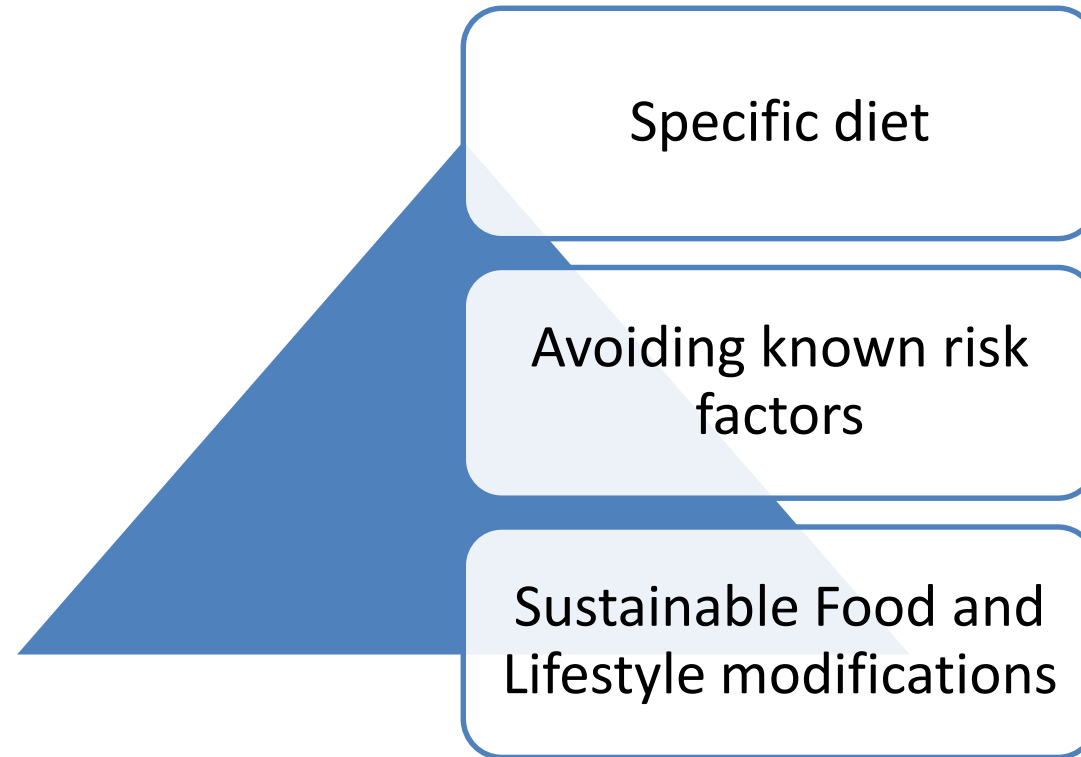 Specific diet
Avoiding known risk
factors
Sustainable Food and
Lifestyle modifications